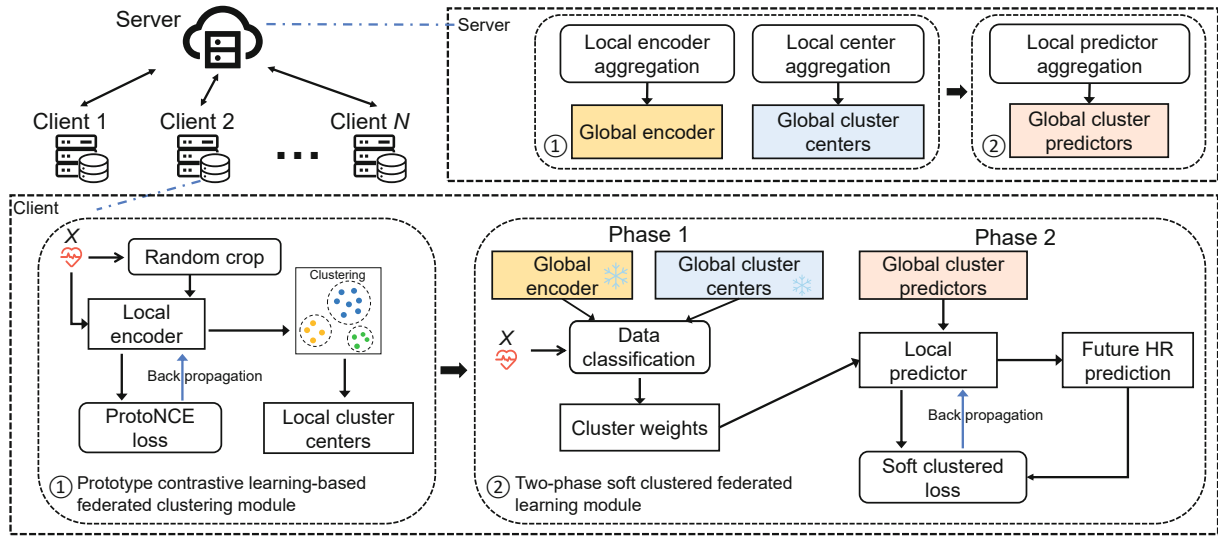 Server
Client 1
Client 2
Client N
Server
Local encoder
aggregation
Local center
aggregation
Local predictor
aggregation
Global encoder
Global cluster
centers
Global cluster
predictors
①
②
Client
X
Random crop
Clustering
Local
encoder
Back propagation
ProtoNCE
loss
Local cluster
centers
① Prototype contrastive learning-based
federated clustering module
Phase 1
Phase 2
Global
encoder
Global cluster
centers
Global cluster
predictors
X
Data
classification
Local
predictor
Future HR
prediction
Cluster weights
Back propagation
Soft clustered
loss
② Two-phase soft clustered federated
learning module